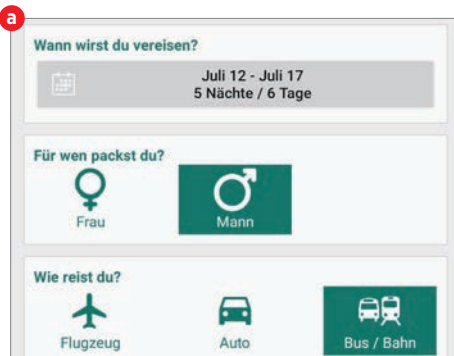 a
Wann wirst du vereisen?
Juli 12 - Juli 17
5 Nächte / 6 Tage
Für wen packst du?
Frau
Mann
Wie reist du?
Flugzeug
Auto
Bus / Bahn